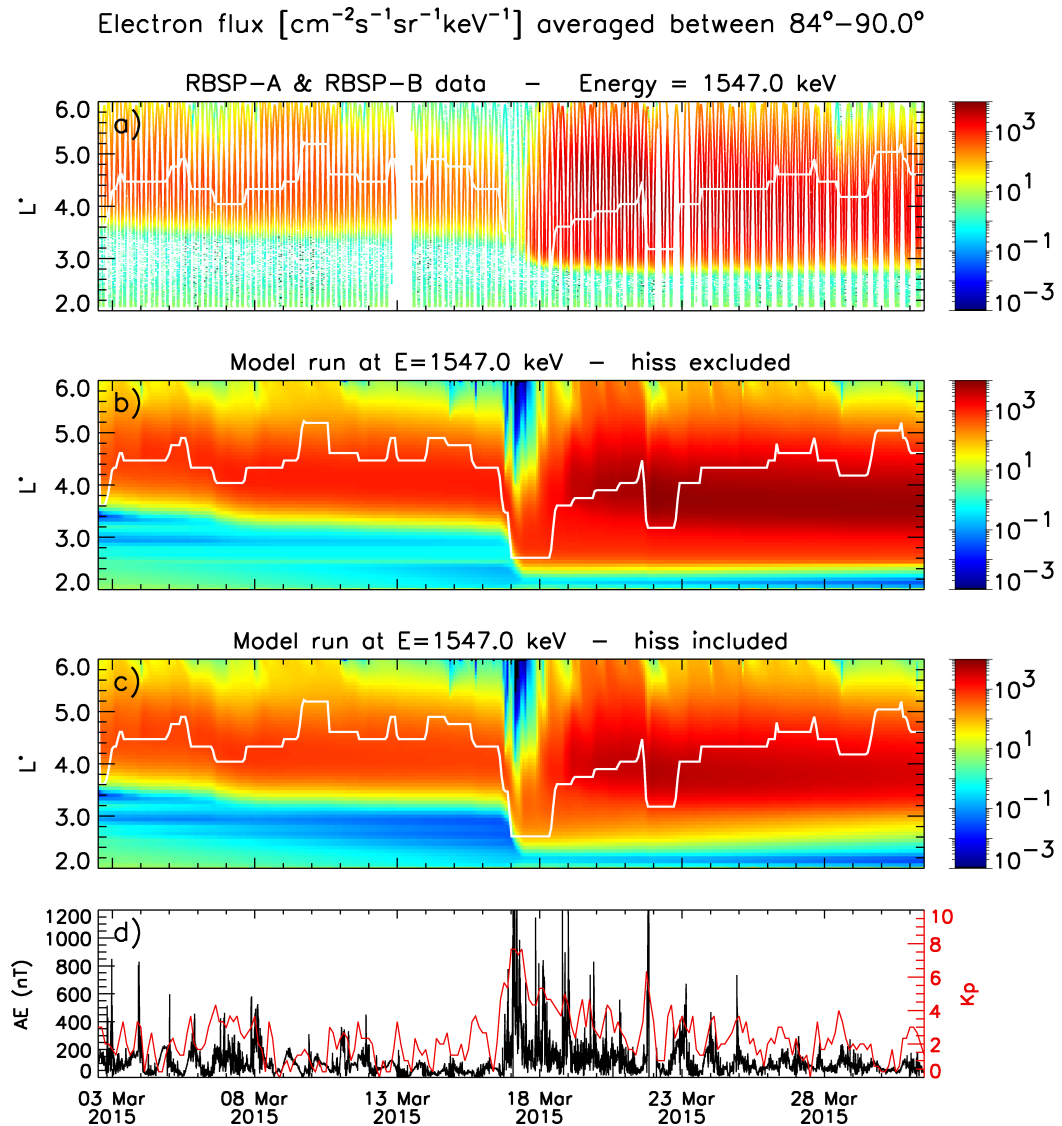 Electron flux [cm⁻²s⁻¹sr⁻¹keV⁻¹] averaged between 84°−90.0°
RBSP−A & RBSP−B data − Energy = 1547.0 keV
a)
6.0
5.0
4.0
3.0
2.0
L*
10³
10¹
10⁻¹
10⁻³
Model run at E=1547.0 keV − hiss excluded
b)
6.0
5.0
4.0
3.0
2.0
L*
10³
10¹
10⁻¹
10⁻³
Model run at E=1547.0 keV − hiss included
c)
6.0
5.0
4.0
3.0
2.0
L*
10³
10¹
10⁻¹
10⁻³
d)
1200
1000
800
600
400
200
0
AE (nT)
10
8
6
4
2
0
Kp
03 Mar 08 Mar 13 Mar 18 Mar 23 Mar 28 Mar
2015 2015 2015 2015 2015 2015